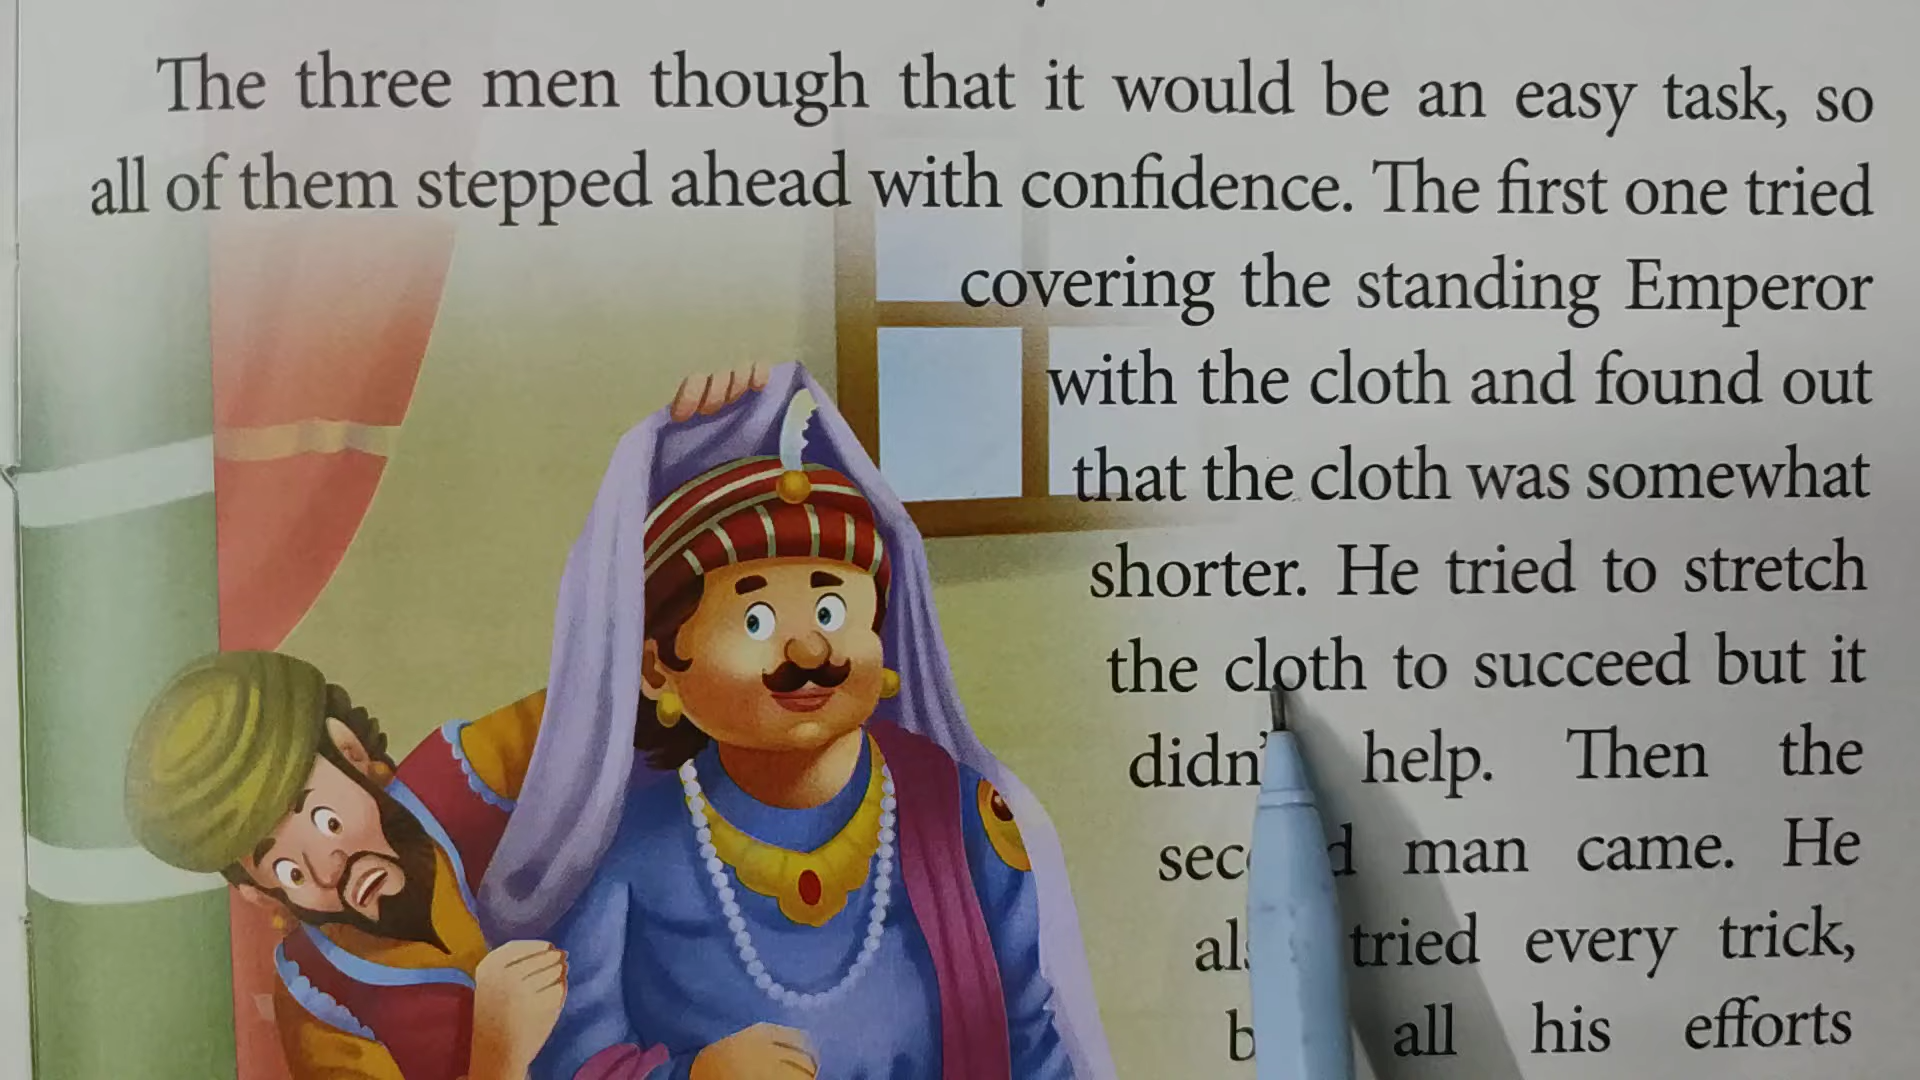 The three men though that it would be an easy task, so
all of them stepped ahead with confidence. The first one tried
covering the standing Emperor
with the cloth and found out
that the cloth was somewhat
shorter. He tried to stretch
the cloth to succeed but it
help. Then the
man came. He
tried every trick,
all his efforts